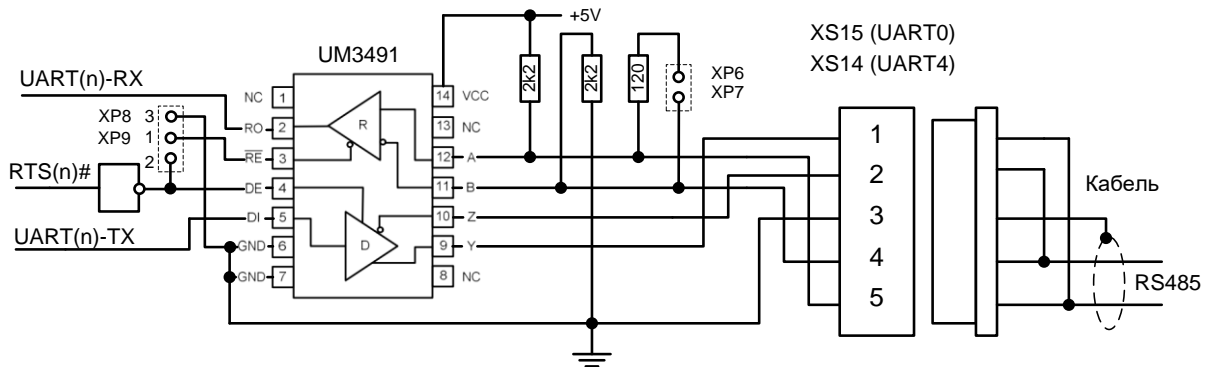 +5V
XS15 (UART0)
UM3491
XS14 (UART4)
UART(n)-RX
2k2
2k2
120
XP6
XP7
NC 1
14 VCC
XP8 3
13 NC
1
RO 2
R
XP9 1
2
RE 3
12 A
2
RTS(n)#
DE 4
11 B
Кабель
3
DI 5
10 Z
UART(n)-TX
D
GND 6
9 Y
4
RS485
GND 7
8 NC
5